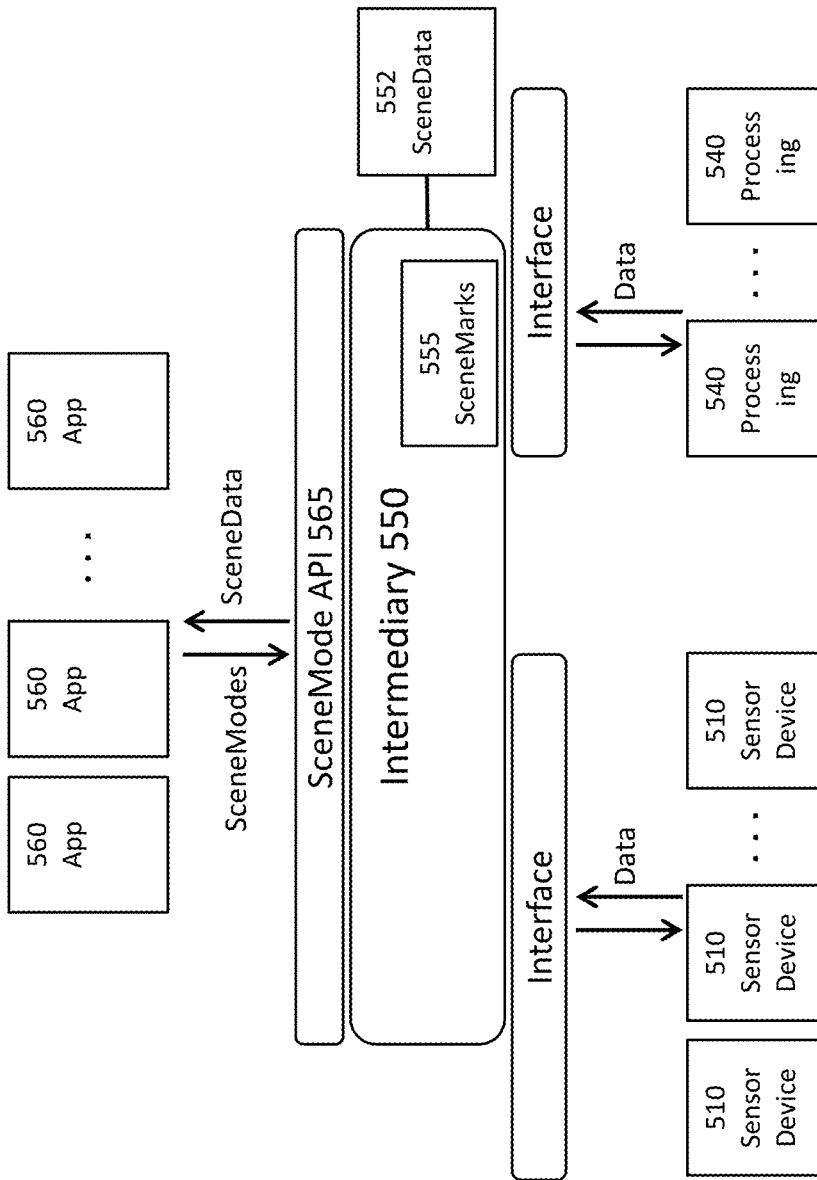 560
App
560
App
. . .
560
App
SceneModes
SceneData
SceneMode API 565
Intermediary 550
555
SceneMarks
552
SceneData
Interface
Interface
Data
Data
510
Sensor
Device
510
Sensor
Device
. . .
510
Sensor
Device
540
Process
ing
. . .
540
Process
ing